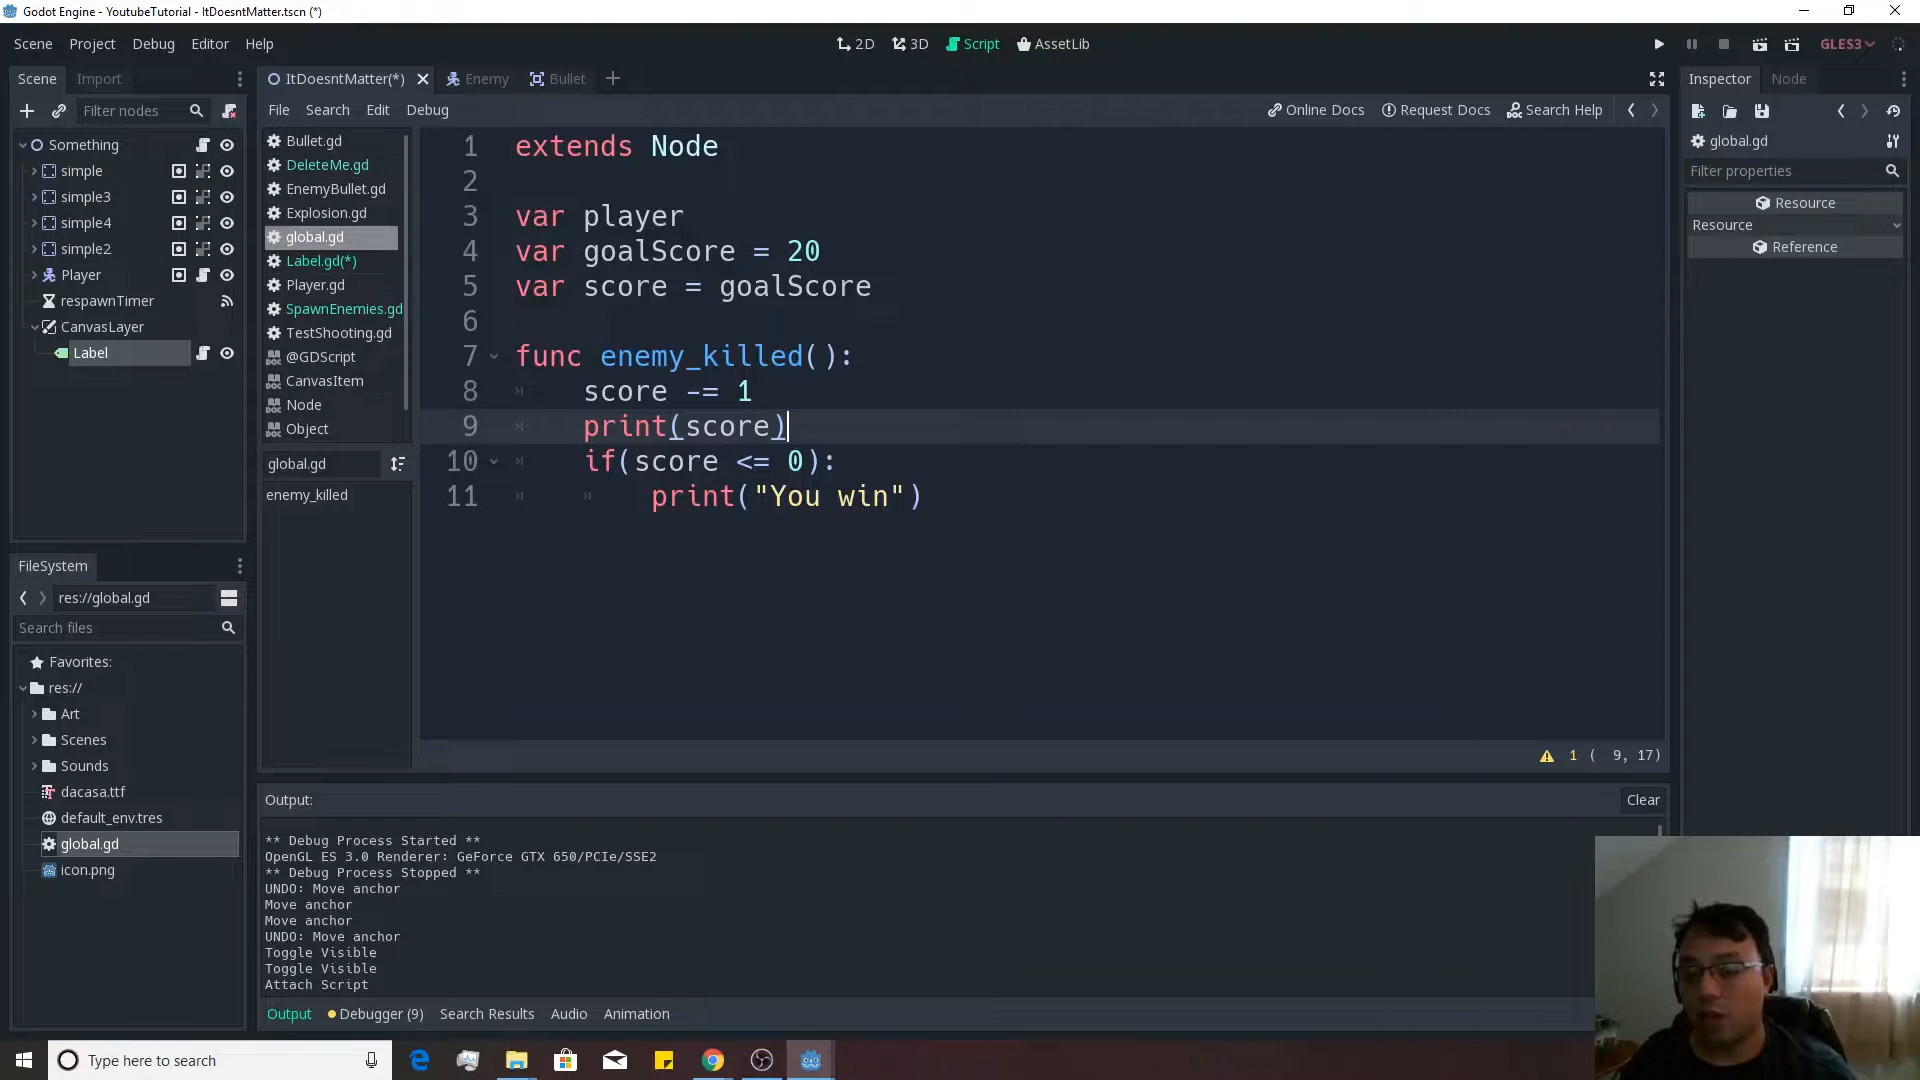 Godot Engine - YoutubeTutorial - ItDoesntMatter.tscn (*)
Scene Project Debug Editor Help
2D 3D Script AssetLib
GLES3
Scene Import
ItDoesntMatter(*) Enemy Bullet
Inspector Node
Filter nodes
File Search Edit Debug
Online Docs Request Docs Search Help
global.gd
Filter properties
Resource
Resource
Reference
Something
simple
simple3
simple4
simple2
Player
respawnTimer
CanvasLayer
Label
Bullet.gd
DeleteMe.gd
EnemyBullet.gd
Explosion.gd
global.gd
Label.gd(*)
Player.gd
SpawnEnemies.gd
TestShooting.gd
@GDScript
CanvasItem
Node
Object
global.gd
enemy_killed
1 extends Node
2
3 var player
4 var goalScore = 20
5 var score = goalScore
6
7 func enemy_killed():
8 score -= 1
9 print(score)
10 if(score <= 0):
11 print("You win")
1 ( 9, 17)
FileSystem
res://global.gd
Search files
Favorites:
res://
Art
Scenes
Sounds
dacasa.ttf
default_env.tres
global.gd
icon.png
Output:
Clear
** Debug Process Started **
OpenGL ES 3.0 Renderer: GeForce GTX 650/PCIe/SSE2
** Debug Process Stopped **
UNDO: Move anchor
Move anchor
Move anchor
UNDO: Move anchor
Toggle Visible
Toggle Visible
Attach Script
Output Debugger (9) Search Results Audio Animation
Type here to search